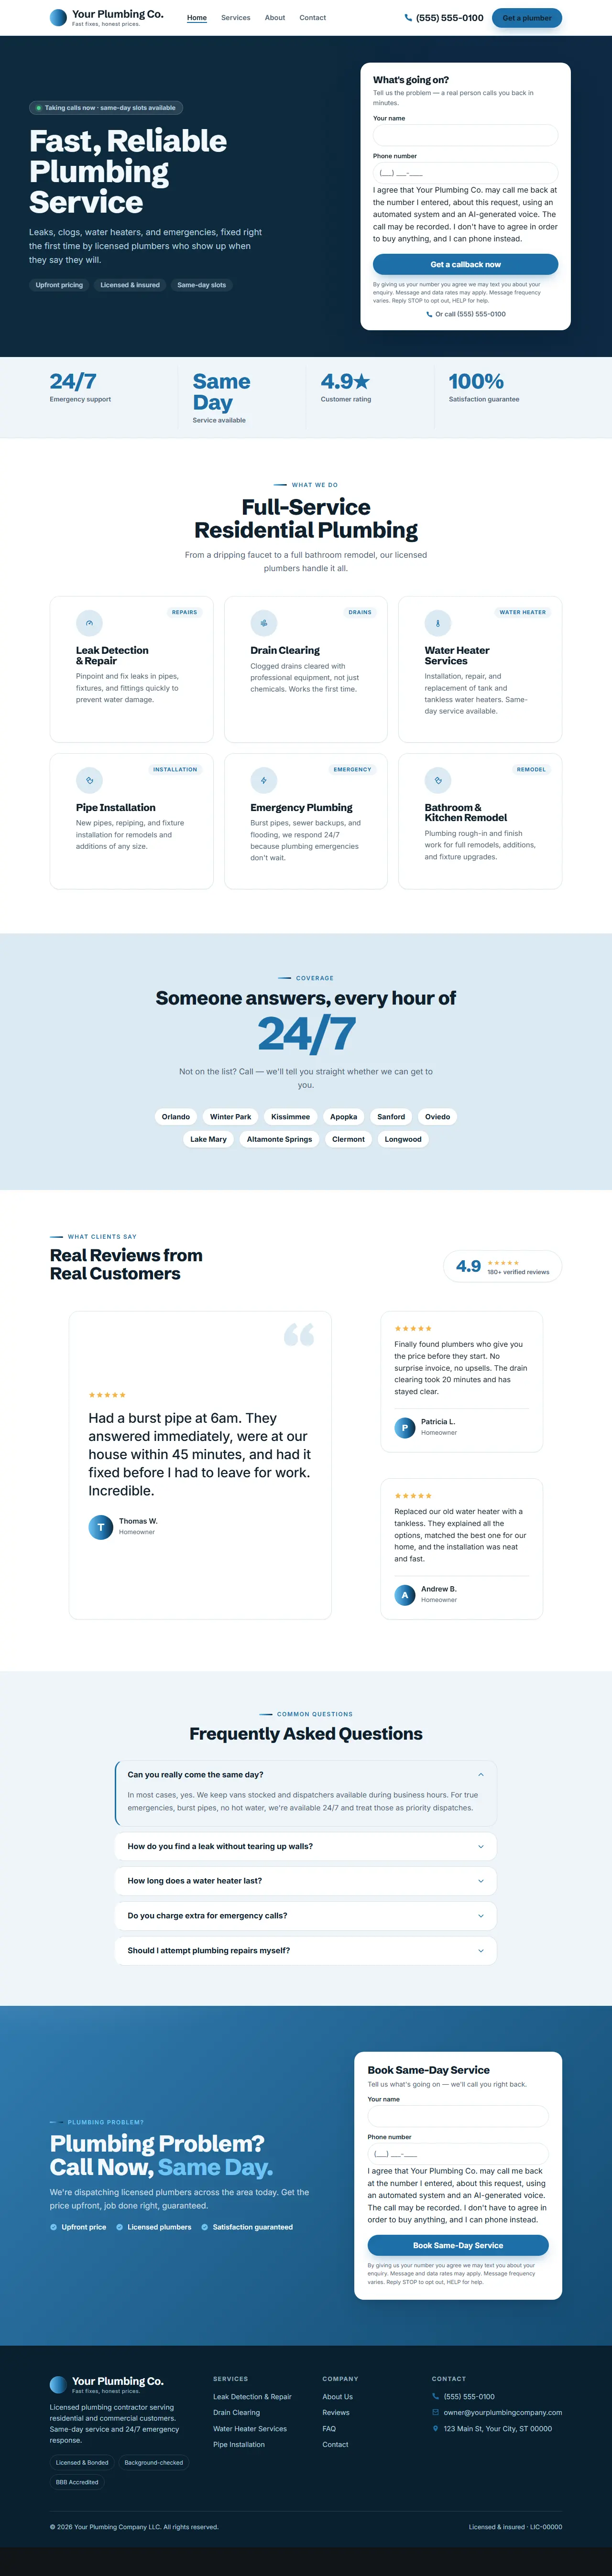 Your Plumbing Co.
Fast fixes, honest prices.
Home
Services
About
Contact
(555) 555-0100
Get a plumber
Taking calls now · same-day slots available
Fast, Reliable
Plumbing
Service
Leaks, clogs, water heaters, and emergencies, fixed right
the first time by licensed plumbers who show up when
they say they will.
Upfront pricing
Licensed & insured
Same-day slots
What's going on?
Tell us the problem — a real person calls you back in
minutes.
Your name
Phone number
(___) ___-____
I agree that Your Plumbing Co. may call me back at
the number I entered, about this request, using an
automated system and an AI-generated voice. The
call may be recorded. I don't have to agree in order
to buy anything, and I can phone instead.
Get a callback now
By giving us your number you agree we may text you about your
enquiry. Message and data rates may apply. Message frequency
varies. Reply STOP to opt out, HELP for help.
Or call (555) 555-0100
24/7
Emergency support
Same
Day
Service available
4.9★
Customer rating
100%
Satisfaction guarantee
WHAT WE DO
Full-Service
Residential Plumbing
From a dripping faucet to a full bathroom remodel, our licensed
plumbers handle it all.
REPAIRS
Leak Detection
& Repair
Pinpoint and fix leaks in pipes,
fixtures, and fittings quickly to
prevent water damage.
DRAINS
Drain Clearing
Clogged drains cleared with
professional equipment, not just
chemicals. Works the first time.
WATER HEATER
Water Heater
Services
Installation, repair, and
replacement of tank and
tankless water heaters. Same-
day service available.
INSTALLATION
Pipe Installation
New pipes, repiping, and fixture
installation for remodels and
additions of any size.
EMERGENCY
Emergency Plumbing
Burst pipes, sewer backups, and
flooding, we respond 24/7
because plumbing emergencies
don't wait.
REMODEL
Bathroom &
Kitchen Remodel
Plumbing rough-in and finish
work for full remodels, additions,
and fixture upgrades.
COVERAGE
Someone answers, every hour of
24/7
Not on the list? Call — we'll tell you straight whether we can get to
you.
Orlando
Winter Park
Kissimmee
Apopka
Sanford
Oviedo
Lake Mary
Altamonte Springs
Clermont
Longwood
WHAT CLIENTS SAY
Real Reviews from
Real Customers
4.9
★★★★★
180+ verified reviews
“
★★★★★
Had a burst pipe at 6am. They
answered immediately, were at our
house within 45 minutes, and had it
fixed before I had to leave for work.
Incredible.
T
Thomas W.
Homeowner
★★★★★
Finally found plumbers who give you
the price before they start. No
surprise invoice, no upsells. The drain
clearing took 20 minutes and has
stayed clear.
P
Patricia L.
Homeowner
★★★★★
Replaced our old water heater with a
tankless. They explained all the
options, matched the best one for our
home, and the installation was neat
and fast.
A
Andrew B.
Homeowner
COMMON QUESTIONS
Frequently Asked Questions
Can you really come the same day?
In most cases, yes. We keep vans stocked and dispatchers available during business hours. For true
emergencies, burst pipes, no hot water, we're available 24/7 and treat those as priority dispatches.
How do you find a leak without tearing up walls?
How long does a water heater last?
Do you charge extra for emergency calls?
Should I attempt plumbing repairs myself?
PLUMBING PROBLEM?
Plumbing Problem?
Call Now, Same Day.
We're dispatching licensed plumbers across the area today. Get the
price upfront, job done right, guaranteed.
Upfront price
Licensed plumbers
Satisfaction guaranteed
Book Same-Day Service
Tell us what's going on — we'll call you right back.
Your name
Phone number
(___) ___-____
I agree that Your Plumbing Co. may call me back
at the number I entered, about this request, using
an automated system and an AI-generated voice.
The call may be recorded. I don't have to agree in
order to buy anything, and I can phone instead.
Book Same-Day Service
By giving us your number you agree we may text you about your
enquiry. Message and data rates may apply. Message frequency
varies. Reply STOP to opt out, HELP for help.
Your Plumbing Co.
Fast fixes, honest prices.
Licensed plumbing contractor serving
residential and commercial customers.
Same-day service and 24/7 emergency
response.
Licensed & Bonded
Background-checked
BBB Accredited
SERVICES
Leak Detection & Repair
Drain Clearing
Water Heater Services
Pipe Installation
COMPANY
About Us
Reviews
FAQ
Contact
CONTACT
(555) 555-0100
owner@yourplumbingcompany.com
123 Main St, Your City, ST 00000
© 2026 Your Plumbing Company LLC. All rights reserved.
Licensed & Insured · LIC-00000